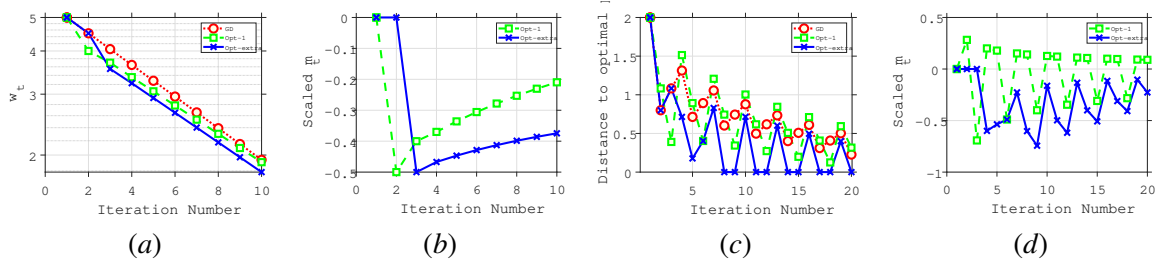 5
4
3
2
w_t
0 2 4 6 8 10
Iteration Number
GD
Opt-1
Opt-extra
(a)
0
-0.1
-0.2
-0.3
-0.4
-0.5
Scaled m_t
0 2 4 6 8 10
Iteration Number
Opt-1
Opt-extra
(b)
2
1.5
1
0.5
0
Distance to optimal
5 10 15 20
Iteration Number
GD
Opt-1
Opt-extra
(c)
0.5
0
-0.5
-1
Scaled m_t
0 5 10 15 20
Iteration Number
Opt-1
Opt-extra
(d)